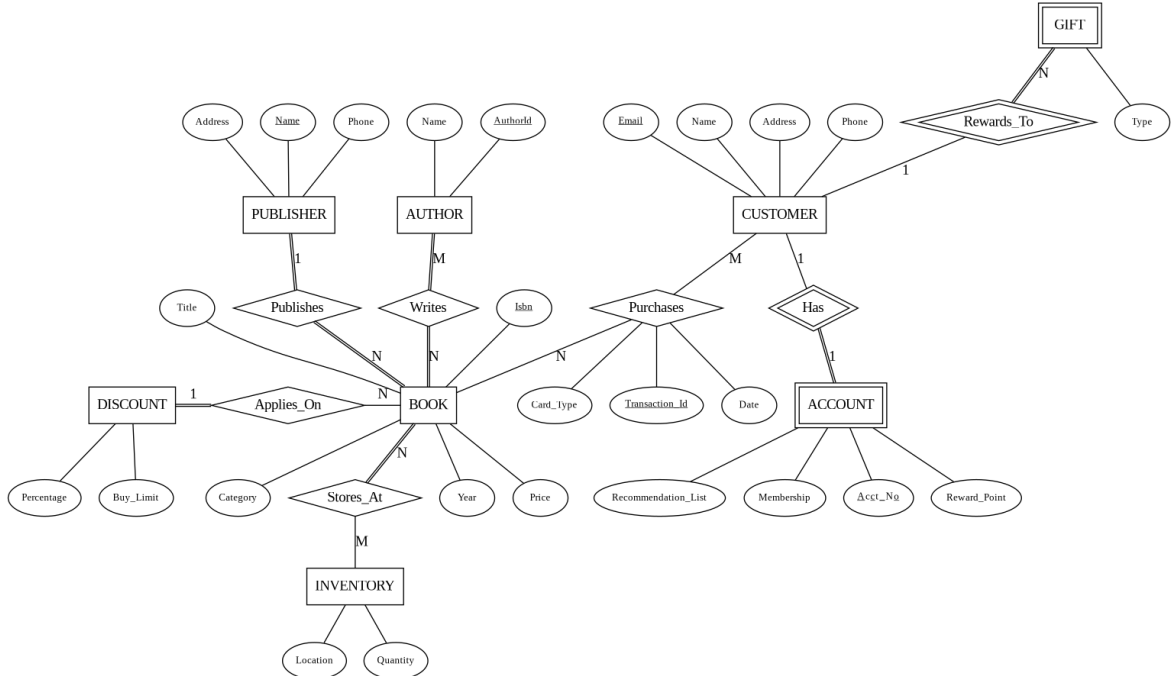 GIFT
N
Address
Name
Phone
Name
AuthorId
Email
Name
Address
Phone
Rewards_To
Type
1
PUBLISHER
AUTHOR
CUSTOMER
1
M
M
1
Title
Publishes
Writes
Isbn
Purchases
Has
N
N
N
1
DISCOUNT
1
Applies_On
N
BOOK
Card_Type
Transaction_Id
Date
ACCOUNT
N
Percentage
Buy_Limit
Category
Stores_At
Year
Price
Recommendation_List
Membership
Acct_No
Reward_Point
M
INVENTORY
Location
Quantity